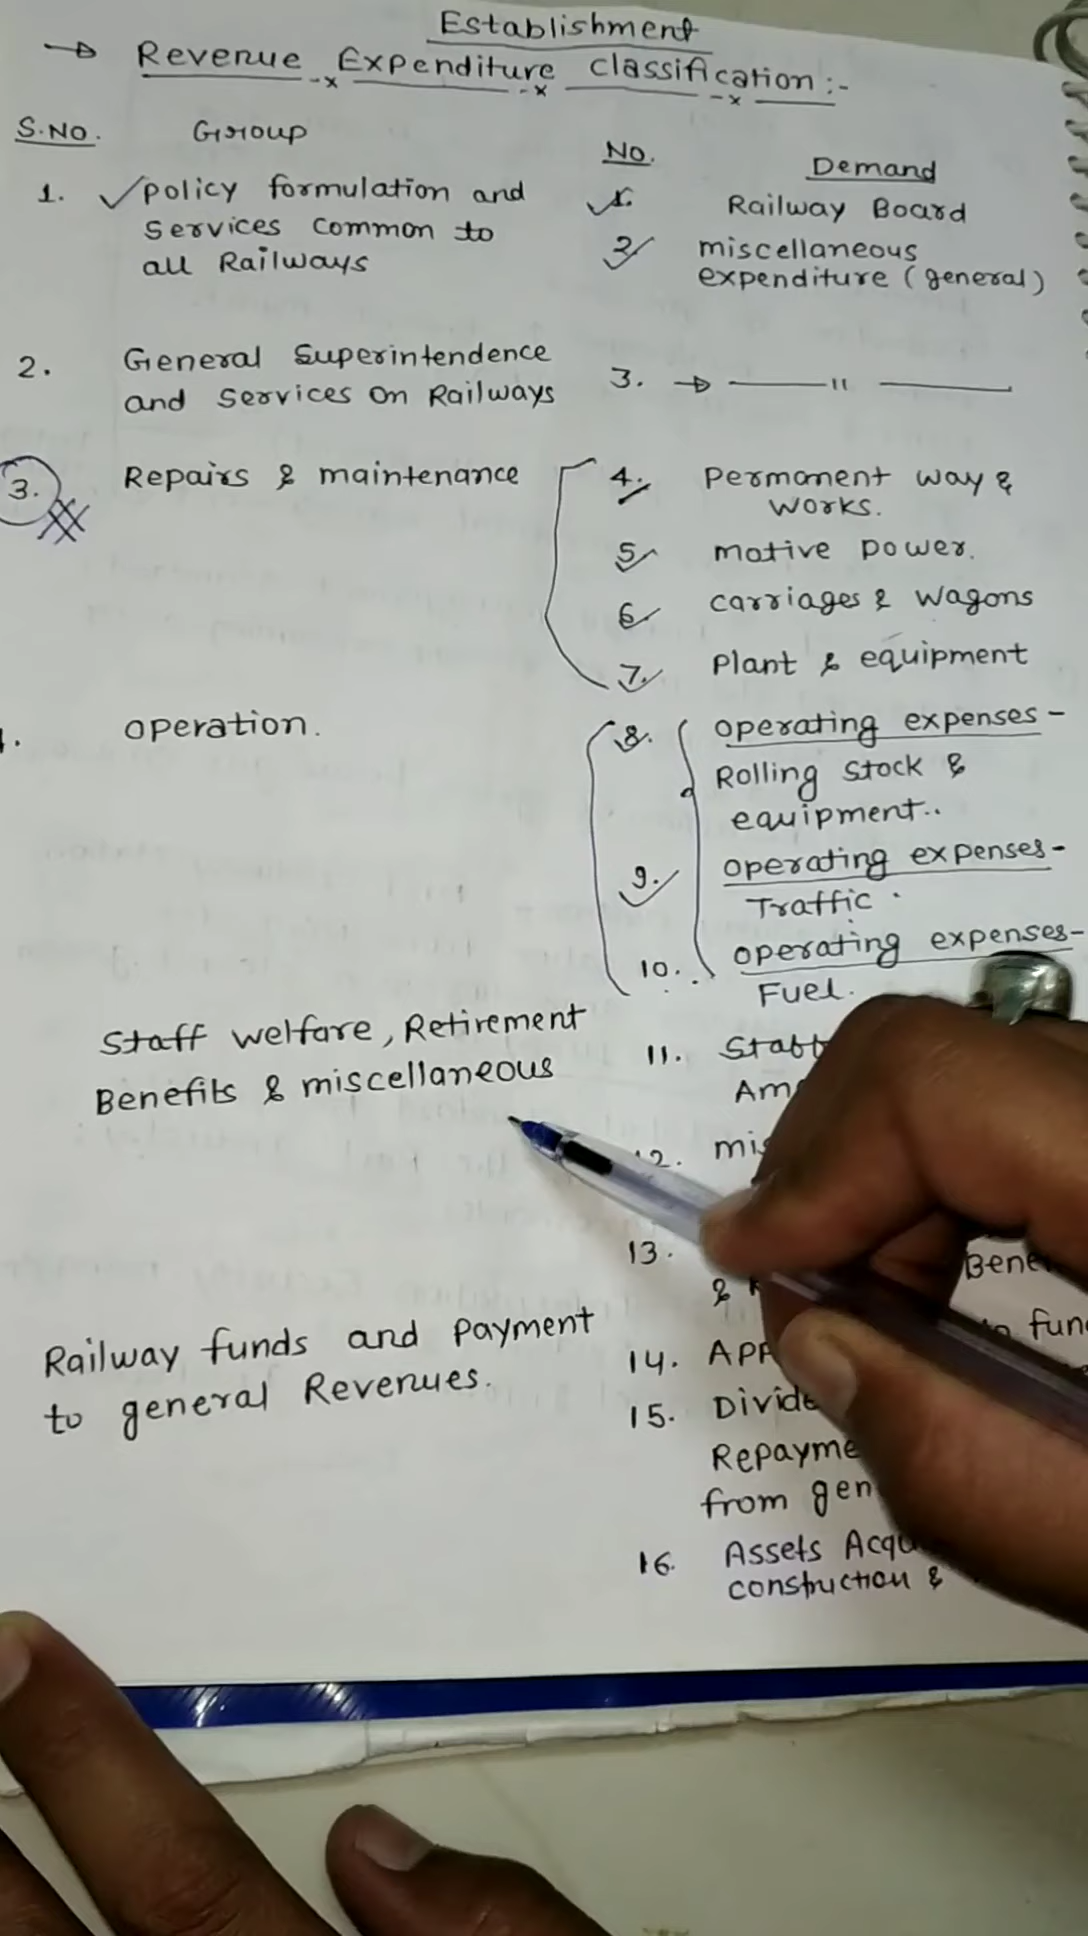 Establishment
→ Revenue Expenditure classification:-
S.No. Group No. Demand
1. ✓policy formulation and 1. Railway Board
Services common to 2. miscellaneous
all Railways expenditure (general)
2. General Superintendence 3. → —— " ——
and Services on Railways
3. Repairs & maintenance 4. Permanent way &
works.
5. motive power.
6. carriages & wagons
7. Plant & equipment
operation. 8. operating expenses-
Rolling stock &
equipment..
9. operating expenses-
Traffic.
10. operating expenses-
Fuel.
Staff welfare, Retirement 11.
Benefits & miscellaneous
12.
13.
&
Railway funds and payment 14.
to general Revenues. 15.
from
16. Assets
construction &